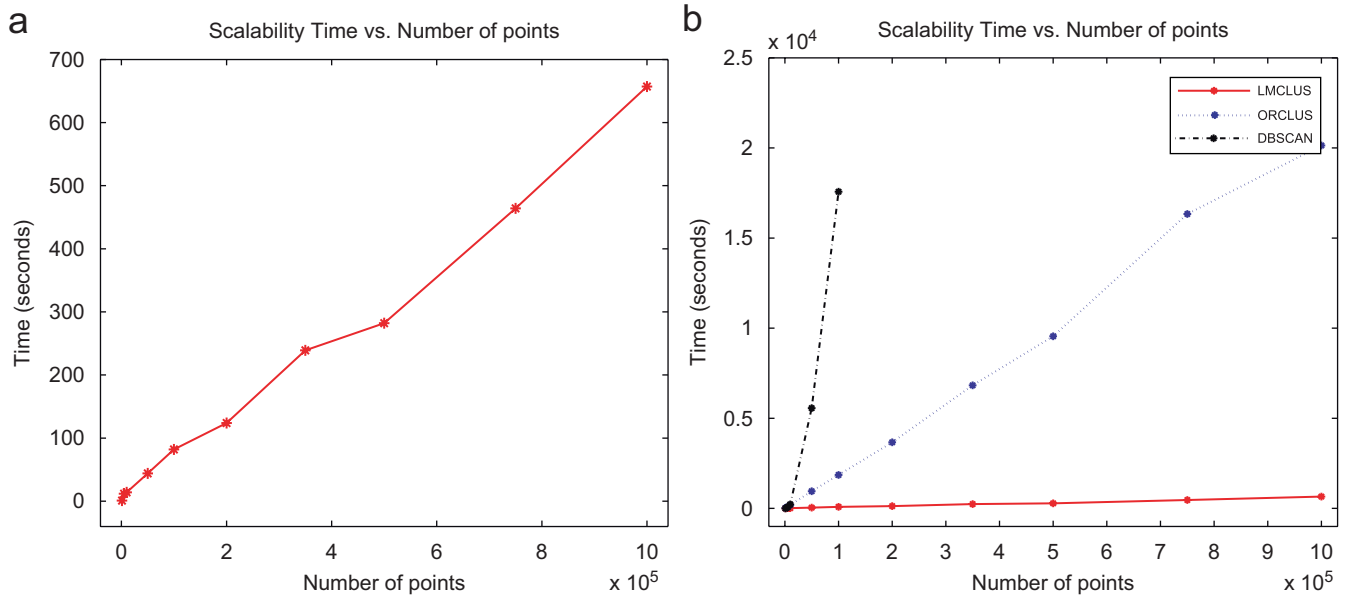 a
Scalability Time vs. Number of points
700
600
500
400
300
200
100
0
Time (seconds)
0 2 4 6 8 10
Number of points
x 10^5
b
Scalability Time vs. Number of points
x 10^4
2.5
2
1.5
1
0.5
0
Time (seconds)
LMCLUS
ORCLUS
DBSCAN
0 1 2 3 4 5 6 7 8 9 10
Number of points
x 10^5